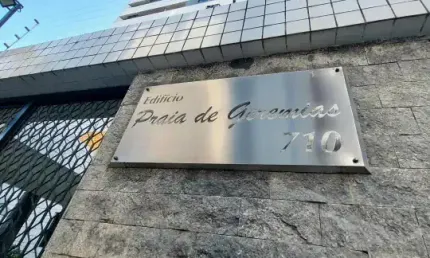 Edifício
Praia de Geremias
710